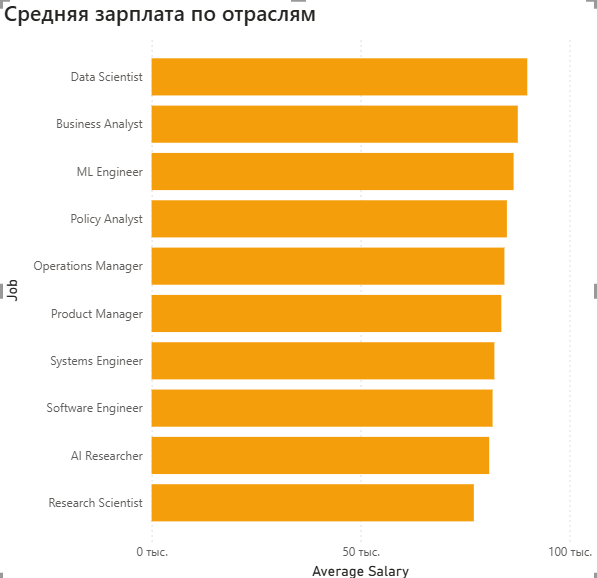 Средняя зарплата по отраслям
Job
Data Scientist
Business Analyst
ML Engineer
Policy Analyst
Operations Manager
Product Manager
Systems Engineer
Software Engineer
AI Researcher
Research Scientist
0 тыс. 50 тыс. 100 тыс.
Average Salary